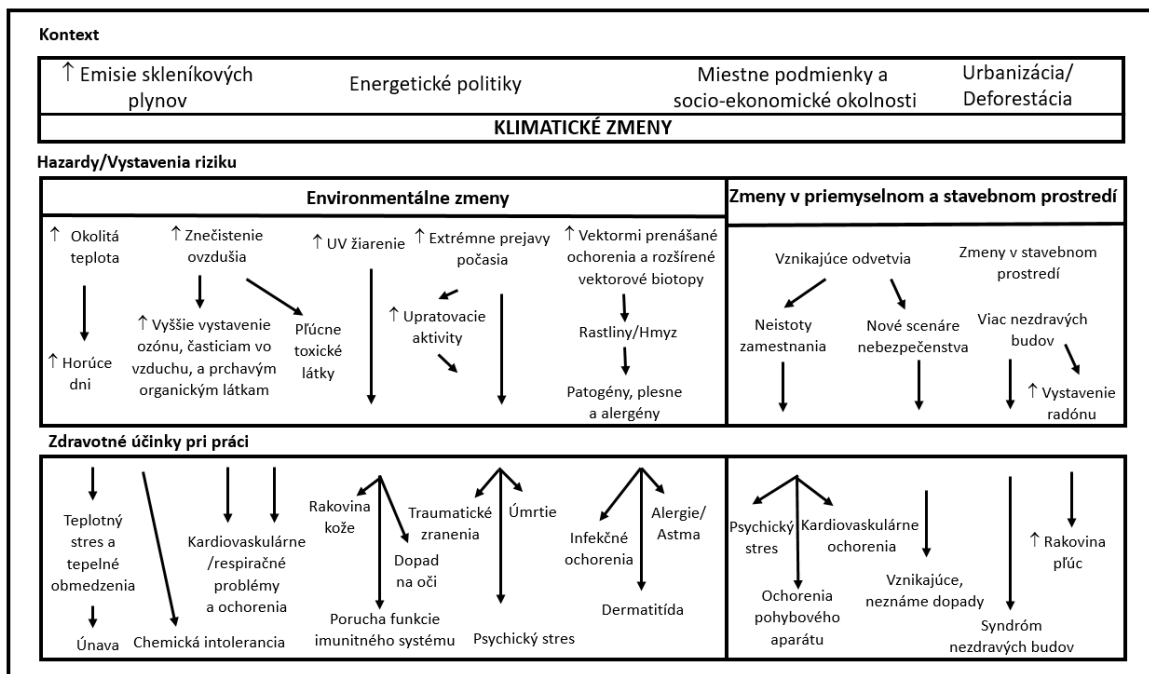 Kontext
↑ Emisie skleníkových
plynov
Energetické politiky
Miestne podmienky a
socio-ekonomické okolnosti
Urbanizácia/
Deforestácia
KLIMATICKÉ ZMENY
Hazardy/Vystavenia riziku
Environmentálne zmeny
↑ Okolitá
teplota
↑ Horúce
dni
↑ Znečistenie
ovzdušia
↑ Vyššie vystavenie
ozónu, časticiam vo
vzduchu, a prchavým
organickým látkam
Pľúcne
toxické
látky
↑ UV žiarenie
↑ Extrémne prejavy
počasia
↑ Upratovacie
aktivity
↑ Vektormi prenášané
ochorenia a rozšírené
vektorové biotopy
Rastliny/Hmyz
Patogény, plesne
a alergény
Zmeny v priemyselnom a stavebnom prostredí
Vznikajúce odvetvia
Neistoty
zamestnania
Nové scenáre
nebezpečenstva
Zmeny v stavebnom
prostredí
Viac nezdravých
budov
↑ Vystavenie
radónu
Zdravotné účinky pri práci
Teplotný
stres a
tepelné
obmedzenia
Únava
Chemická intolerancia
Kardiovaskulárne
/respiračné
problémy
a ochorenia
Rakovina
kože
Dopad
na oči
Porucha funkcie
imunitného systému
Traumatické
zranenia
Úmrtie
Psychický stres
Infekčné
ochorenia
Alergie/
Astma
Dermatitída
Psychický
stres
Kardiovaskulárne
ochorenia
Ochorenia
pohybového
aparátu
Vznikajúce,
neznáme dopady
Syndróm
nezdravých budov
↑ Rakovina
pľúc